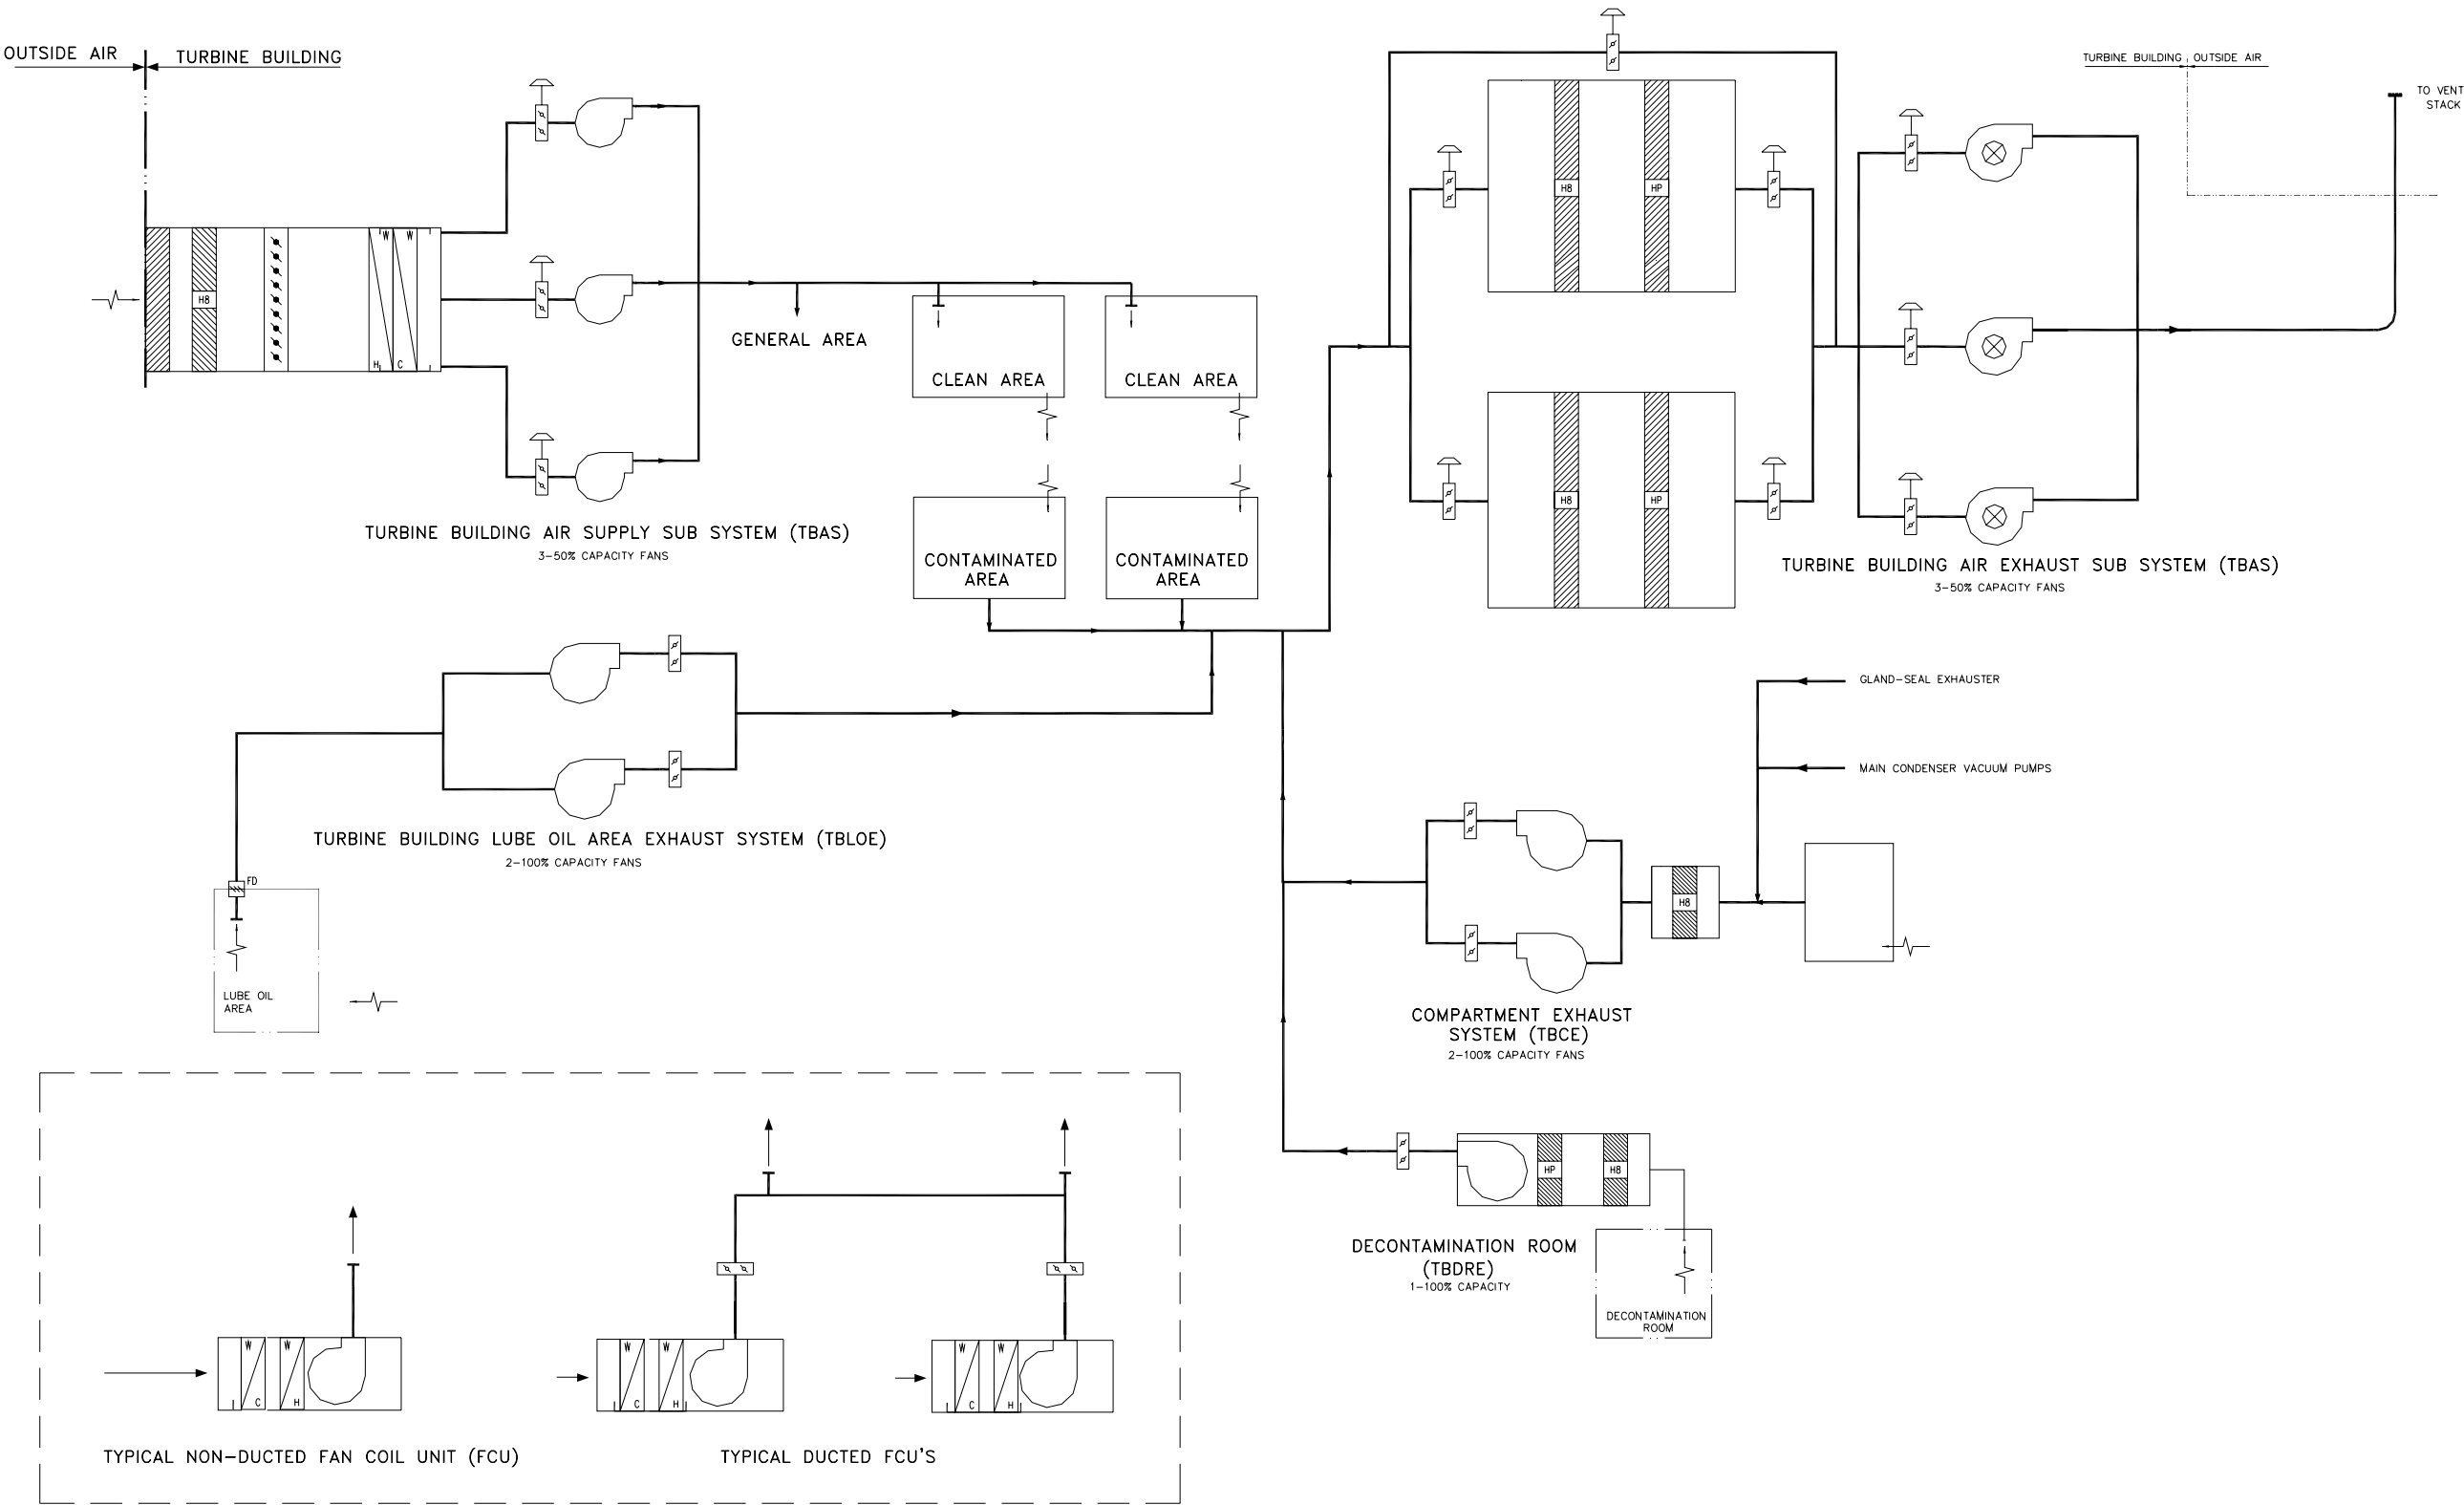 OUTSIDE AIR
TURBINE BUILDING
H8
W
W
H
C
GENERAL AREA
CLEAN AREA
CLEAN AREA
CONTAMINATED
AREA
CONTAMINATED
AREA
TURBINE BUILDING AIR SUPPLY SUB SYSTEM (TBAS)
3-50% CAPACITY FANS
H8
HP
H8
HP
TURBINE BUILDING
OUTSIDE AIR
TO VENT
STACK
TURBINE BUILDING AIR EXHAUST SUB SYSTEM (TBAS)
3-50% CAPACITY FANS
TURBINE BUILDING LUBE OIL AREA EXHAUST SYSTEM (TBLOE)
2-100% CAPACITY FANS
FD
LUBE OIL
AREA
GLAND-SEAL EXHAUSTER
MAIN CONDENSER VACUUM PUMPS
H8
COMPARTMENT EXHAUST
SYSTEM (TBCE)
2-100% CAPACITY FANS
HP
H8
DECONTAMINATION ROOM
(TBDRE)
1-100% CAPACITY
DECONTAMINATION
ROOM
W
W
C
H
W
W
C
H
W
W
C
H
TYPICAL NON-DUCTED FAN COIL UNIT (FCU)
TYPICAL DUCTED FCU'S